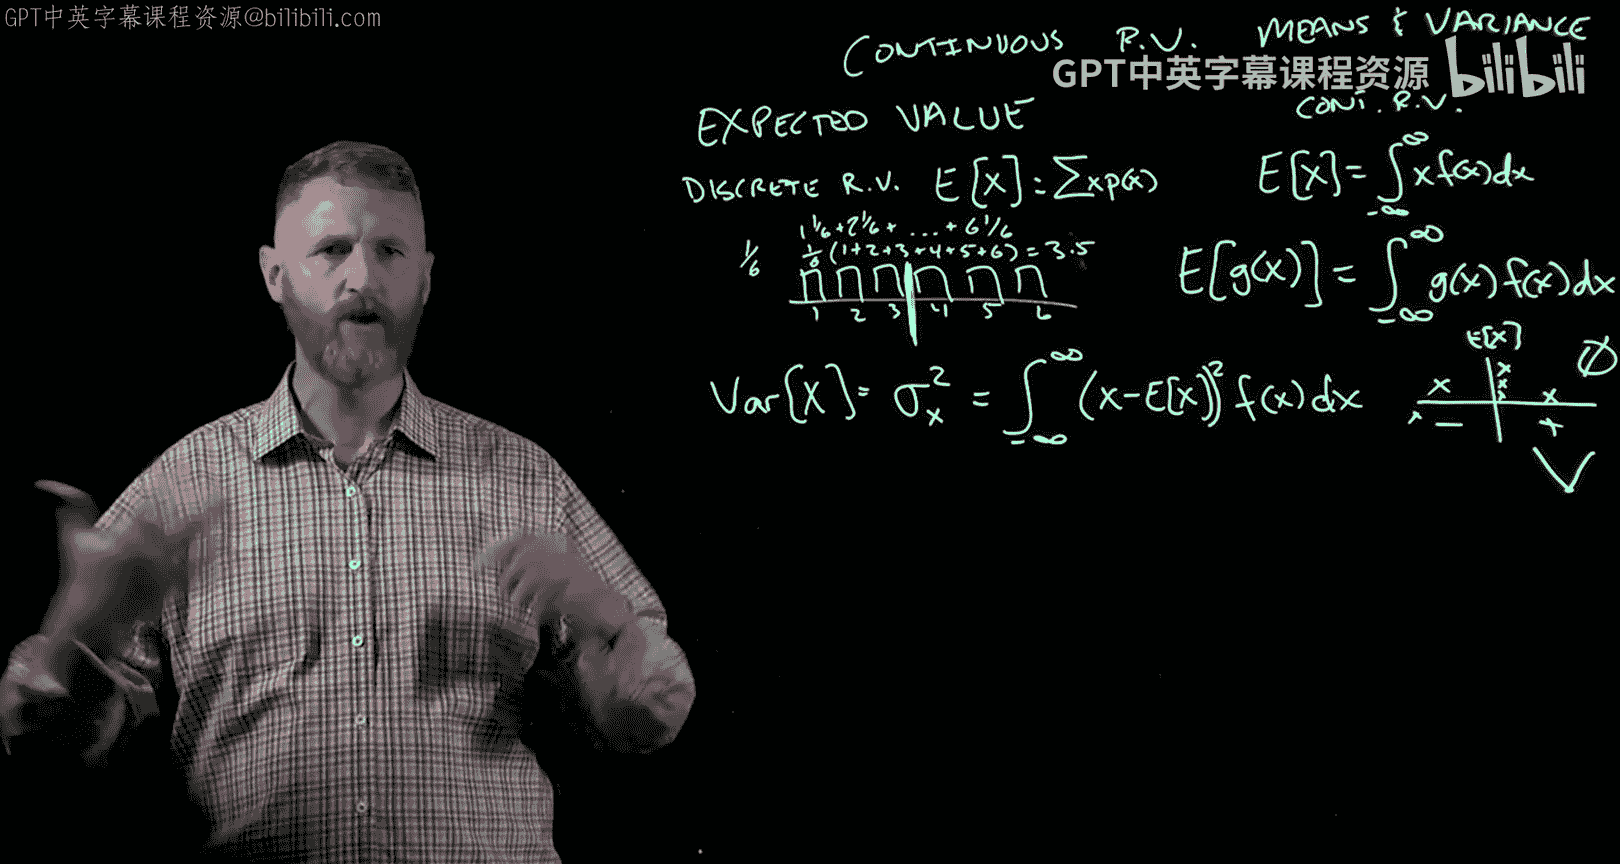 GPT中英字幕课程资源@bilibili.com
CONTINUOUS R.V. MEANS & VARIANCE
GPT中英字幕课程资源 bilibili
EXPECTED VALUE
CONT. R.V.
DISCRETE R.V. E[X] = ∑xp(x)
E[X] = ∫_{-∞}^{∞} x f(x) dx
1 1/6 + 2 1/6 + ... + 6 1/6
1/6
1/6 (1+2+3+4+5+6) = 3.5
1 2 3 4 5 6
E[g(x)] = ∫_{-∞}^{∞} g(x) f(x) dx
Var[X] = σ_x^2 = ∫_{-∞}^{∞} (x-E[X])^2 f(x) dx
E[X]
x x x x x
- +